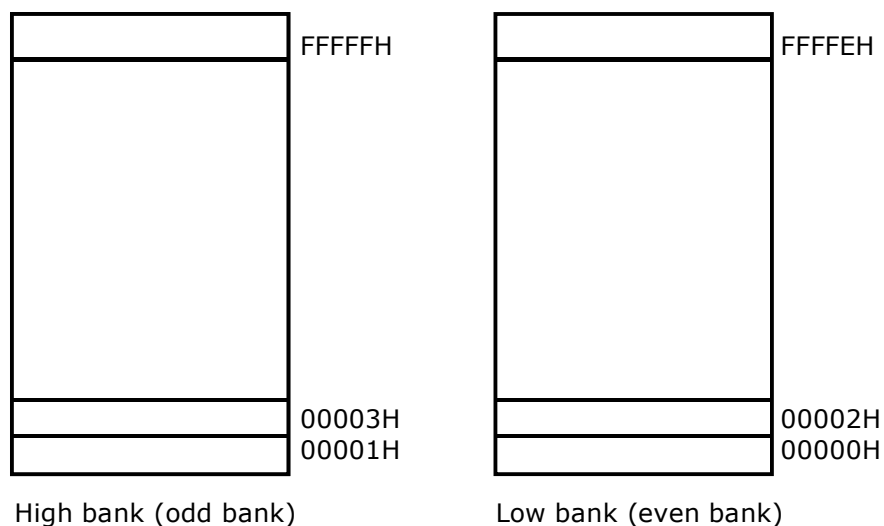 FFFFFH
FFFFEH
00003H
00001H
00002H
00000H
High bank (odd bank)
Low bank (even bank)